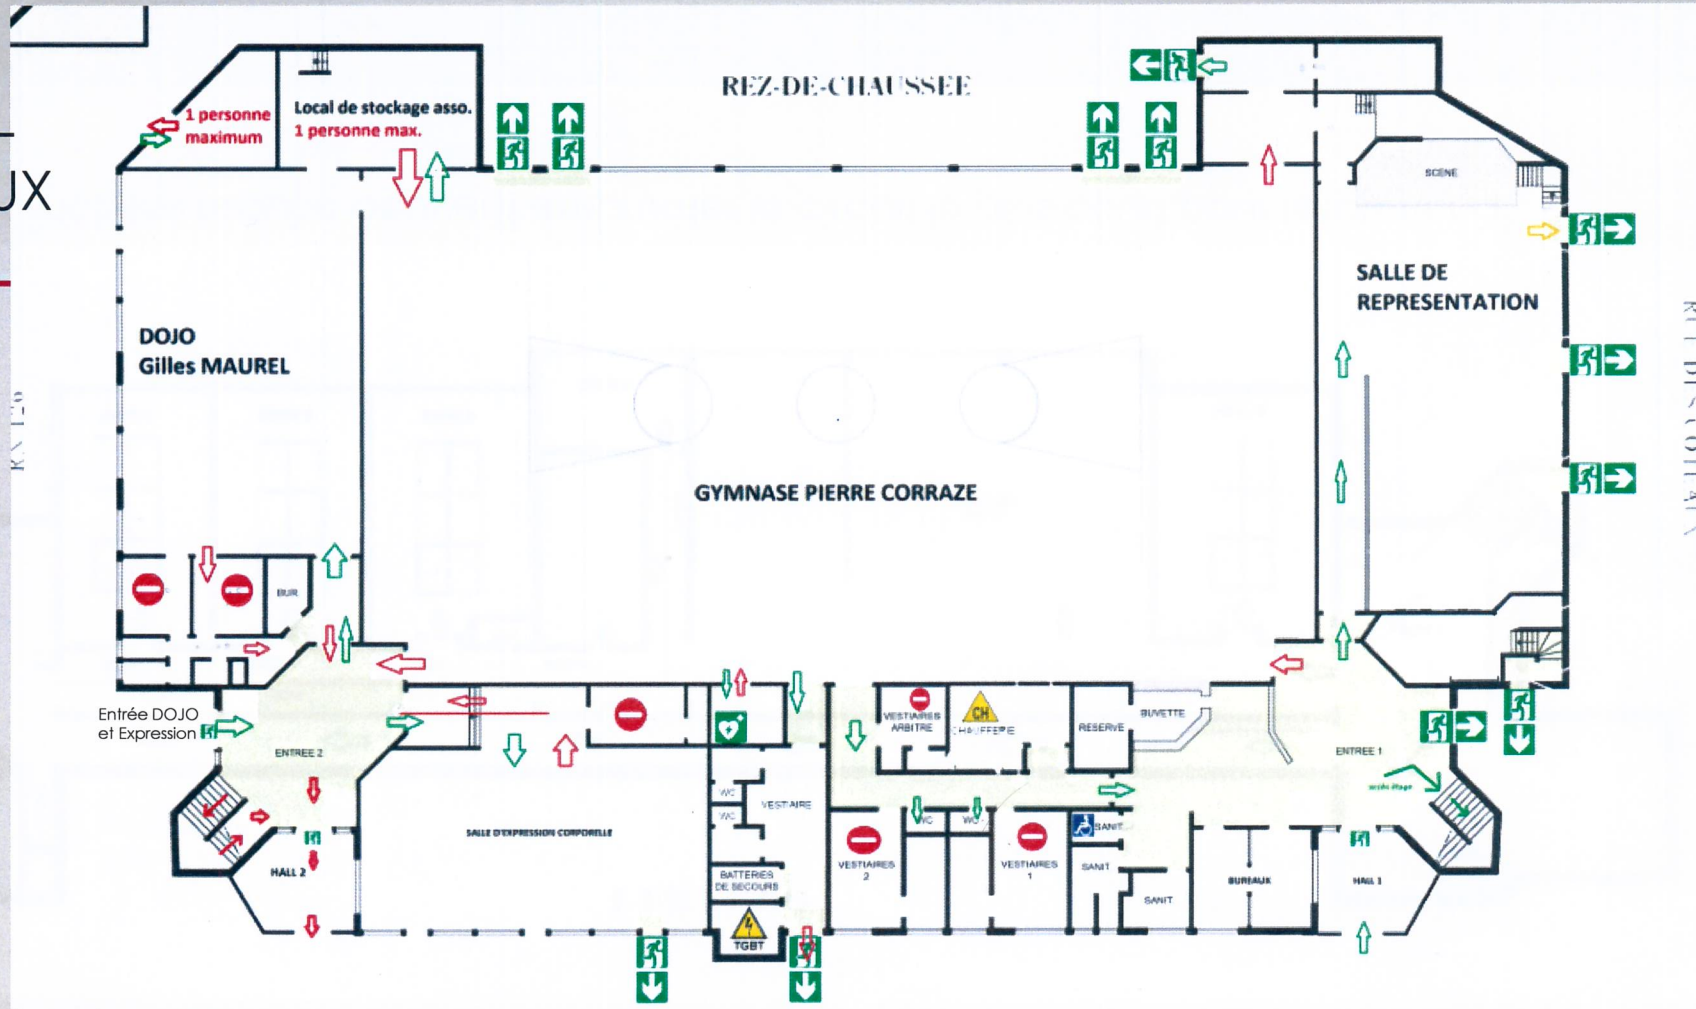 REZ-DE-CHAUSSEE
UX
1 personne
maximum
Local de stockage asso.
1 personne max.
SCENE
SALLE DE
REPRESENTATION
DOJO
Gilles MAUREL
GYMNASE PIERRE CORRAZE
BUR
Entrée DOJO
et Expression
ENTREE 2
HALL 2
SALLE D'EXPRESSION CORPORELLE
WC
WC
VESTIAIRE
BATTERIES
DE SECOURS
TGBT
VESTIAIRES
ARBITRE
CH
CHAUFFERIE
RESERVE
BUVETTE
ENTREE 1
accès étage
WC
WC
VESTIAIRES
2
VESTIAIRES
1
SANIT
SANIT
SANIT
BUREAUX
HALL 1